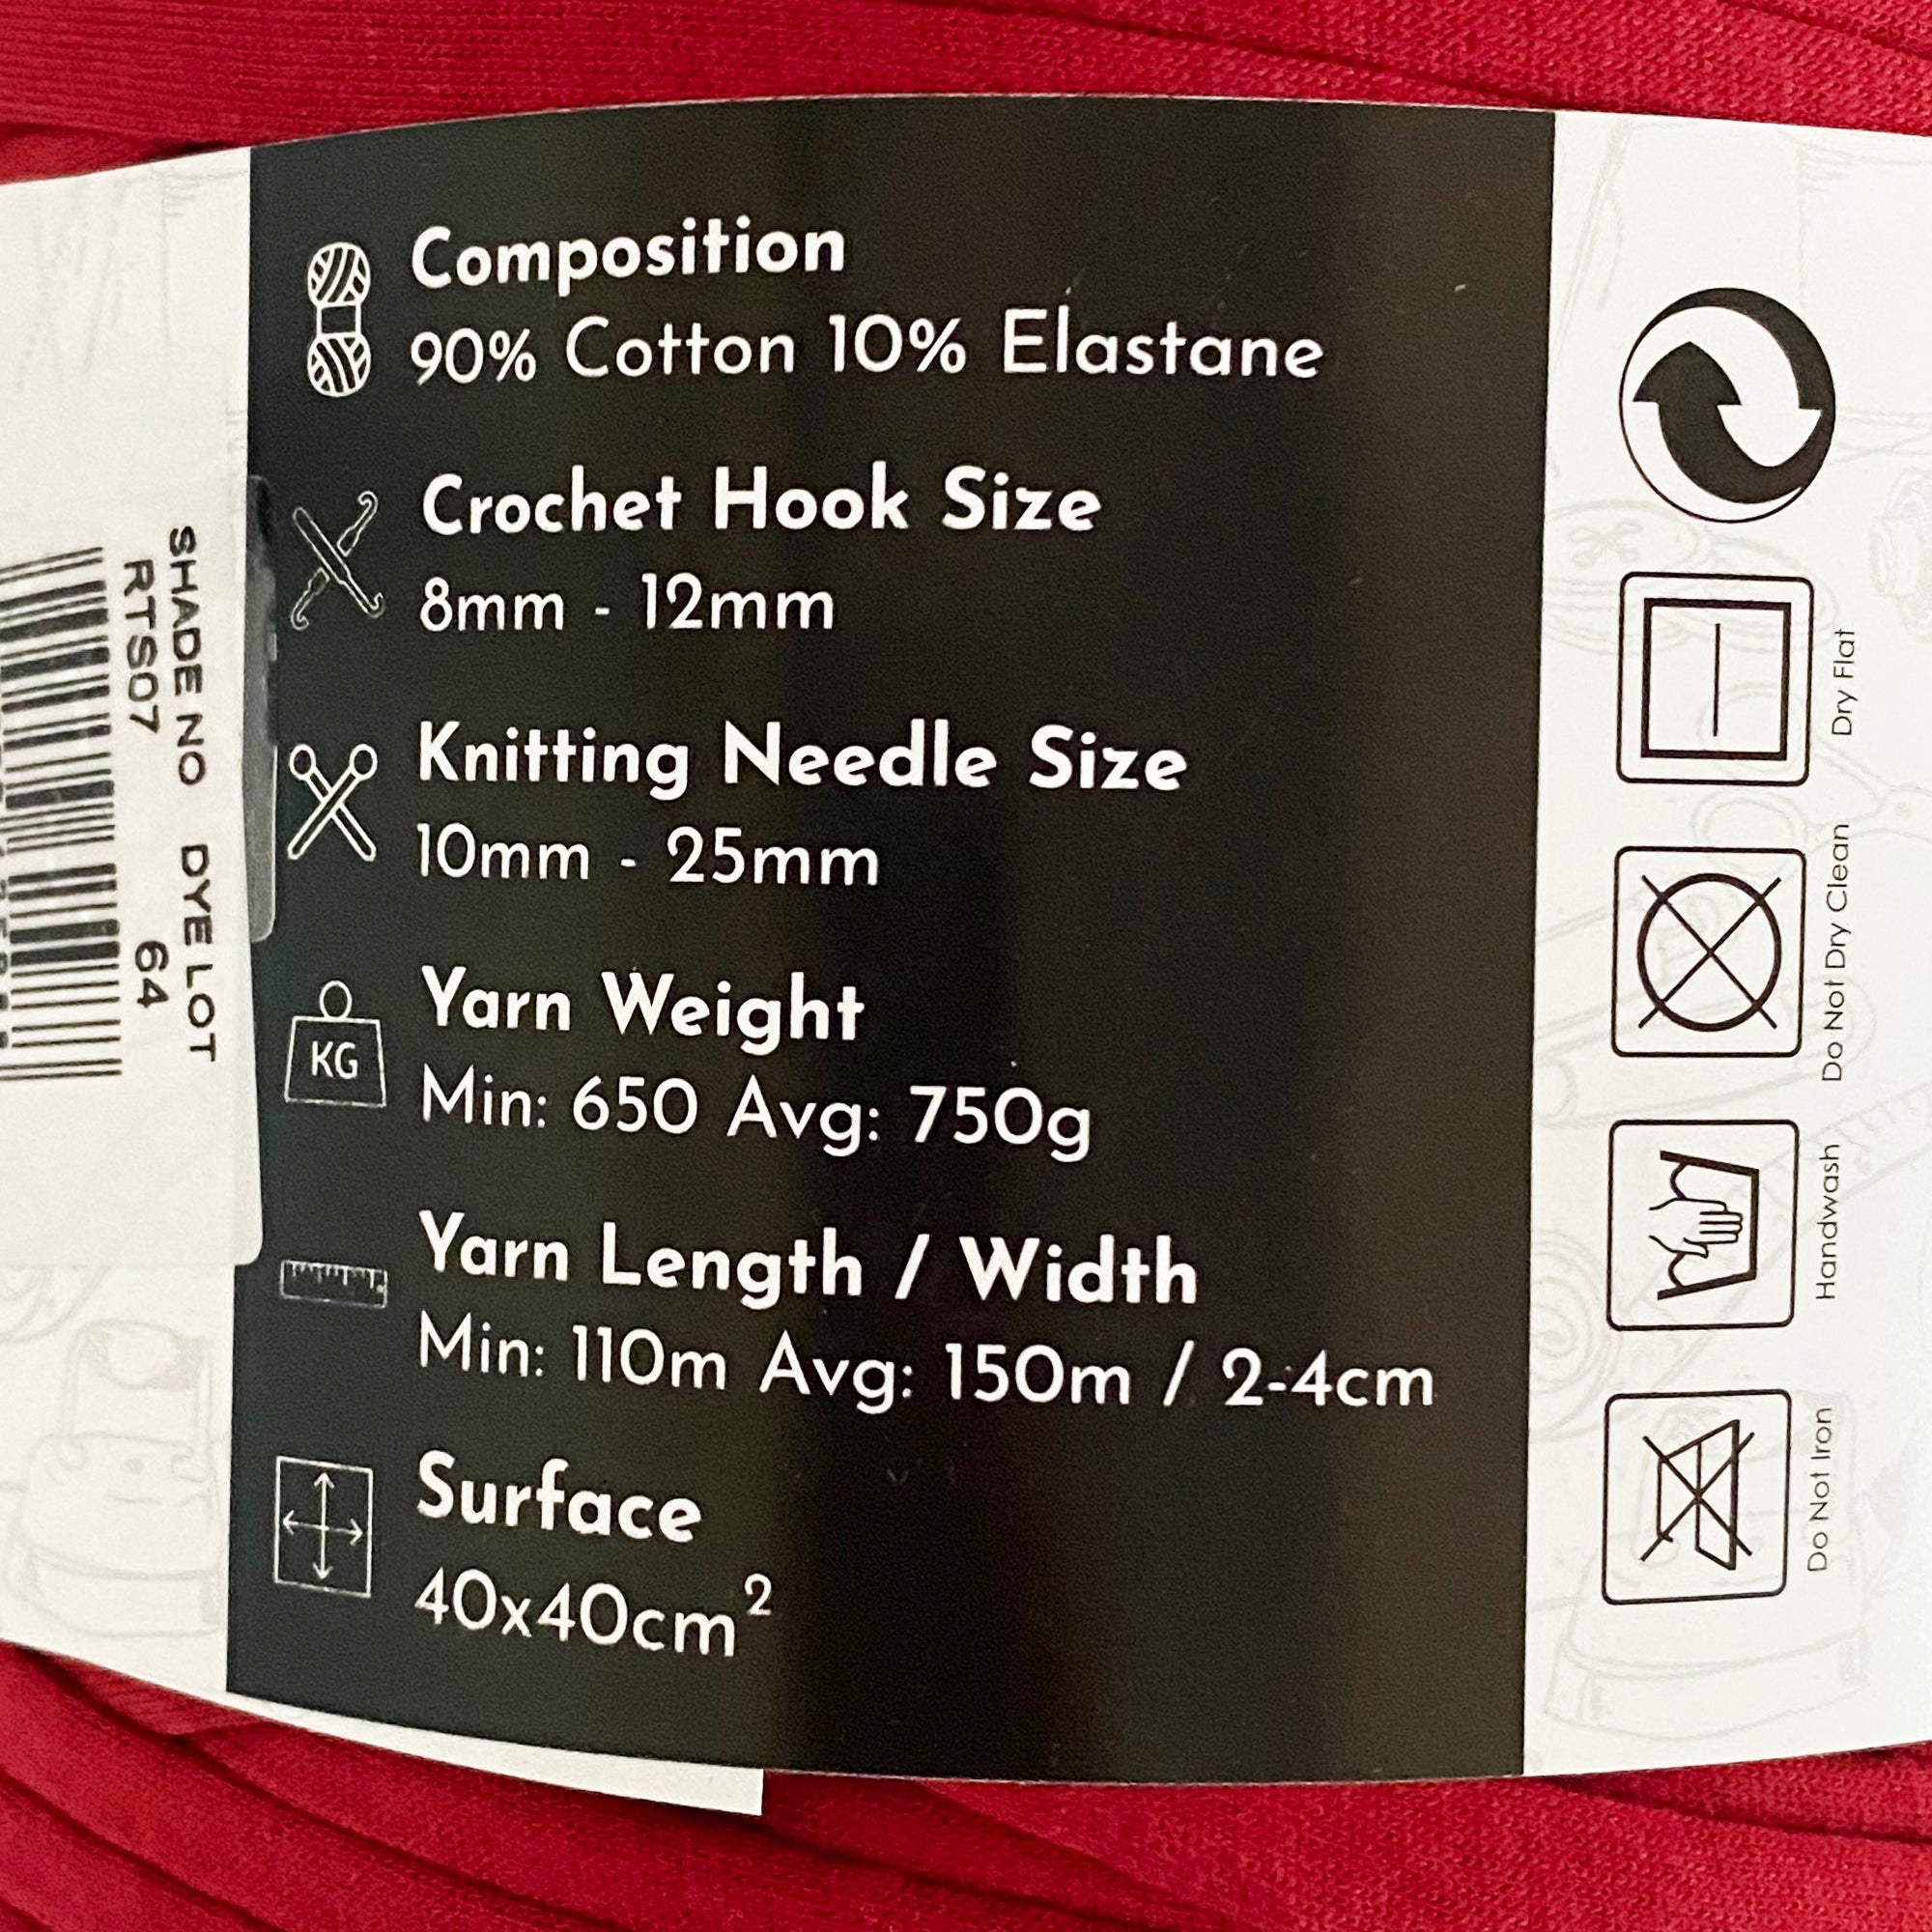 Composition
90% Cotton 10% Elastane
Crochet Hook Size
8mm - 12mm
Knitting Needle Size
10mm - 25mm
KG
Yarn Weight
Min: 650 Avg: 750g
Yarn Length / Width
Min: 110m Avg: 150m / 2-4cm
Surface
40x40cm²
SHADE NO DYE LOT
RTS07 64
Dry Flat
Do Not Dry Clean
Handwash
Do Not Iron